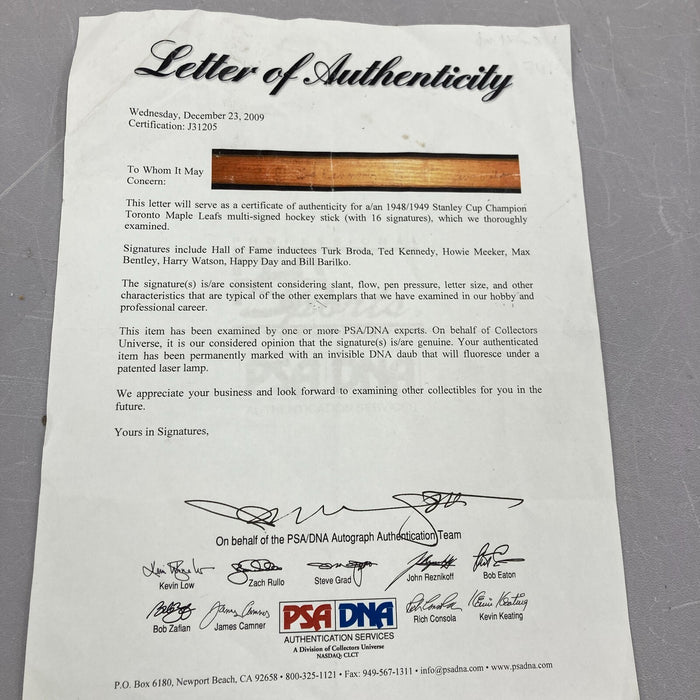 Letter of Authenticity
Wednesday, December 23, 2009
Certification: J31205
To Whom It May
Concern:
This letter will serve as a certificate of authenticity for a/an 1948/1949 Stanley Cup Champion
Toronto Maple Leafs multi-signed hockey stick (with 16 signatures), which we thoroughly
examined.
Signatures include Hall of Fame inductees Turk Broda, Ted Kennedy, Howie Meeker, Max
Bentley, Harry Watson, Happy Day and Bill Barilko.
The signature(s) is/are consistent considering slant, flow, pen pressure, letter size, and other
characteristics that are typical of the other exemplars that we have examined in our hobby and
professional career.
This item has been examined by one or more PSA/DNA experts. On behalf of Collectors
Universe, it is our considered opinion that the signature(s) is/are genuine. Your authenticated
item has been permanently marked with an invisible DNA daub that will fluoresce under a
patented laser lamp.
We appreciate your business and look forward to examining other collectibles for you in the
future.
Yours in Signatures,
On behalf of the PSA/DNA Autograph Authentication Team
Kevin Low Zach Rullo Steve Grad John Reznikoff Bob Eaton
Bob Zafian James Camner Rich Consola Kevin Keating
PSA DNA
AUTHENTICATION SERVICES
A Division of Collectors Universe
NASDAQ: CLCT
P.O. Box 6180, Newport Beach, CA 92658 • 800-325-1121 • Fax: 949-567-1311 • info@psadna.com • www.psadna.com